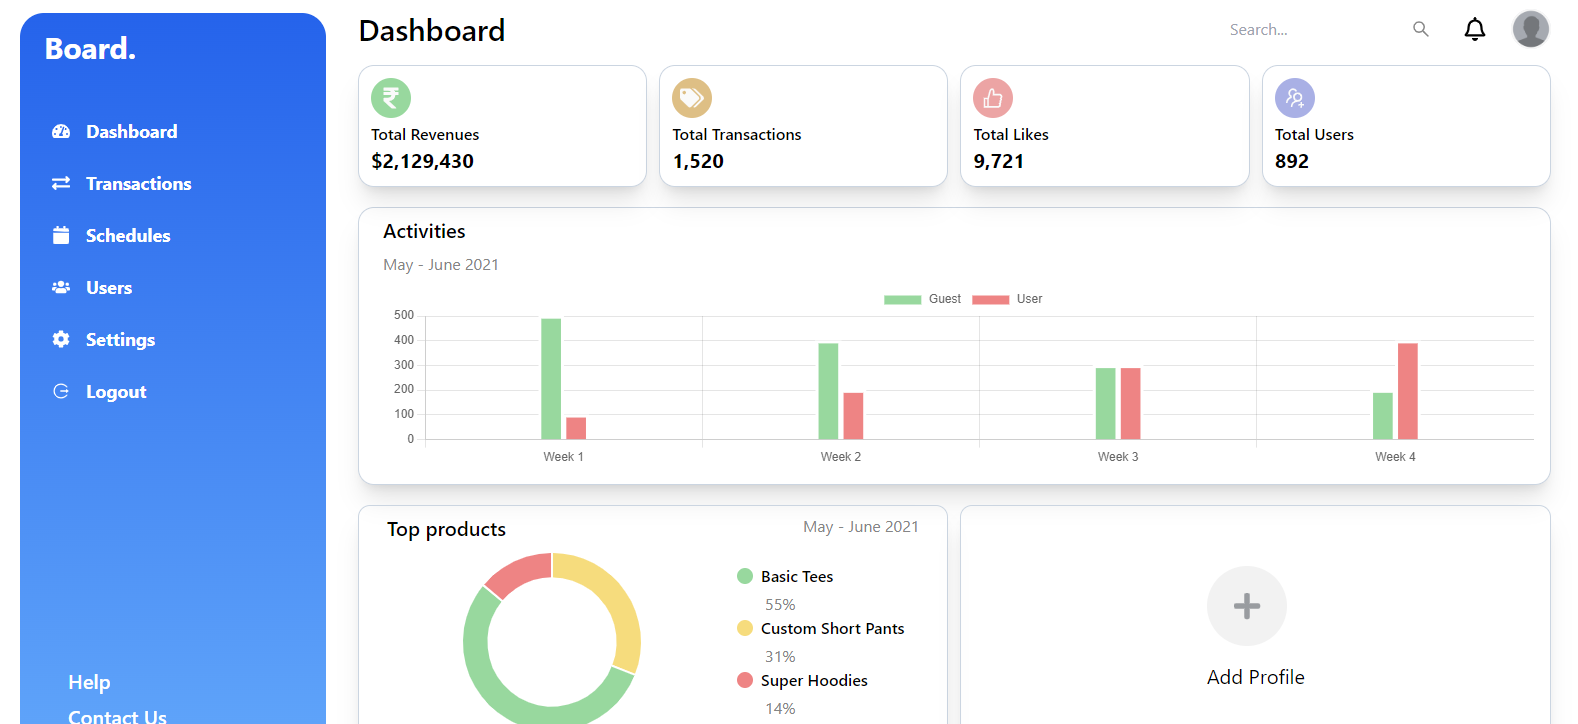 Board.
Dashboard
Transactions
Schedules
Users
Settings
Logout
Help
Contact Us
Dashboard
Search...
₹
Total Revenues
$2,129,430
Total Transactions
1,520
Total Likes
9,721
Total Users
892
Activities
May - June 2021
Guest User
500
400
300
200
100
0
Week 1 Week 2 Week 3 Week 4
Top products
May - June 2021
Basic Tees
55%
Custom Short Pants
31%
Super Hoodies
14%
Add Profile